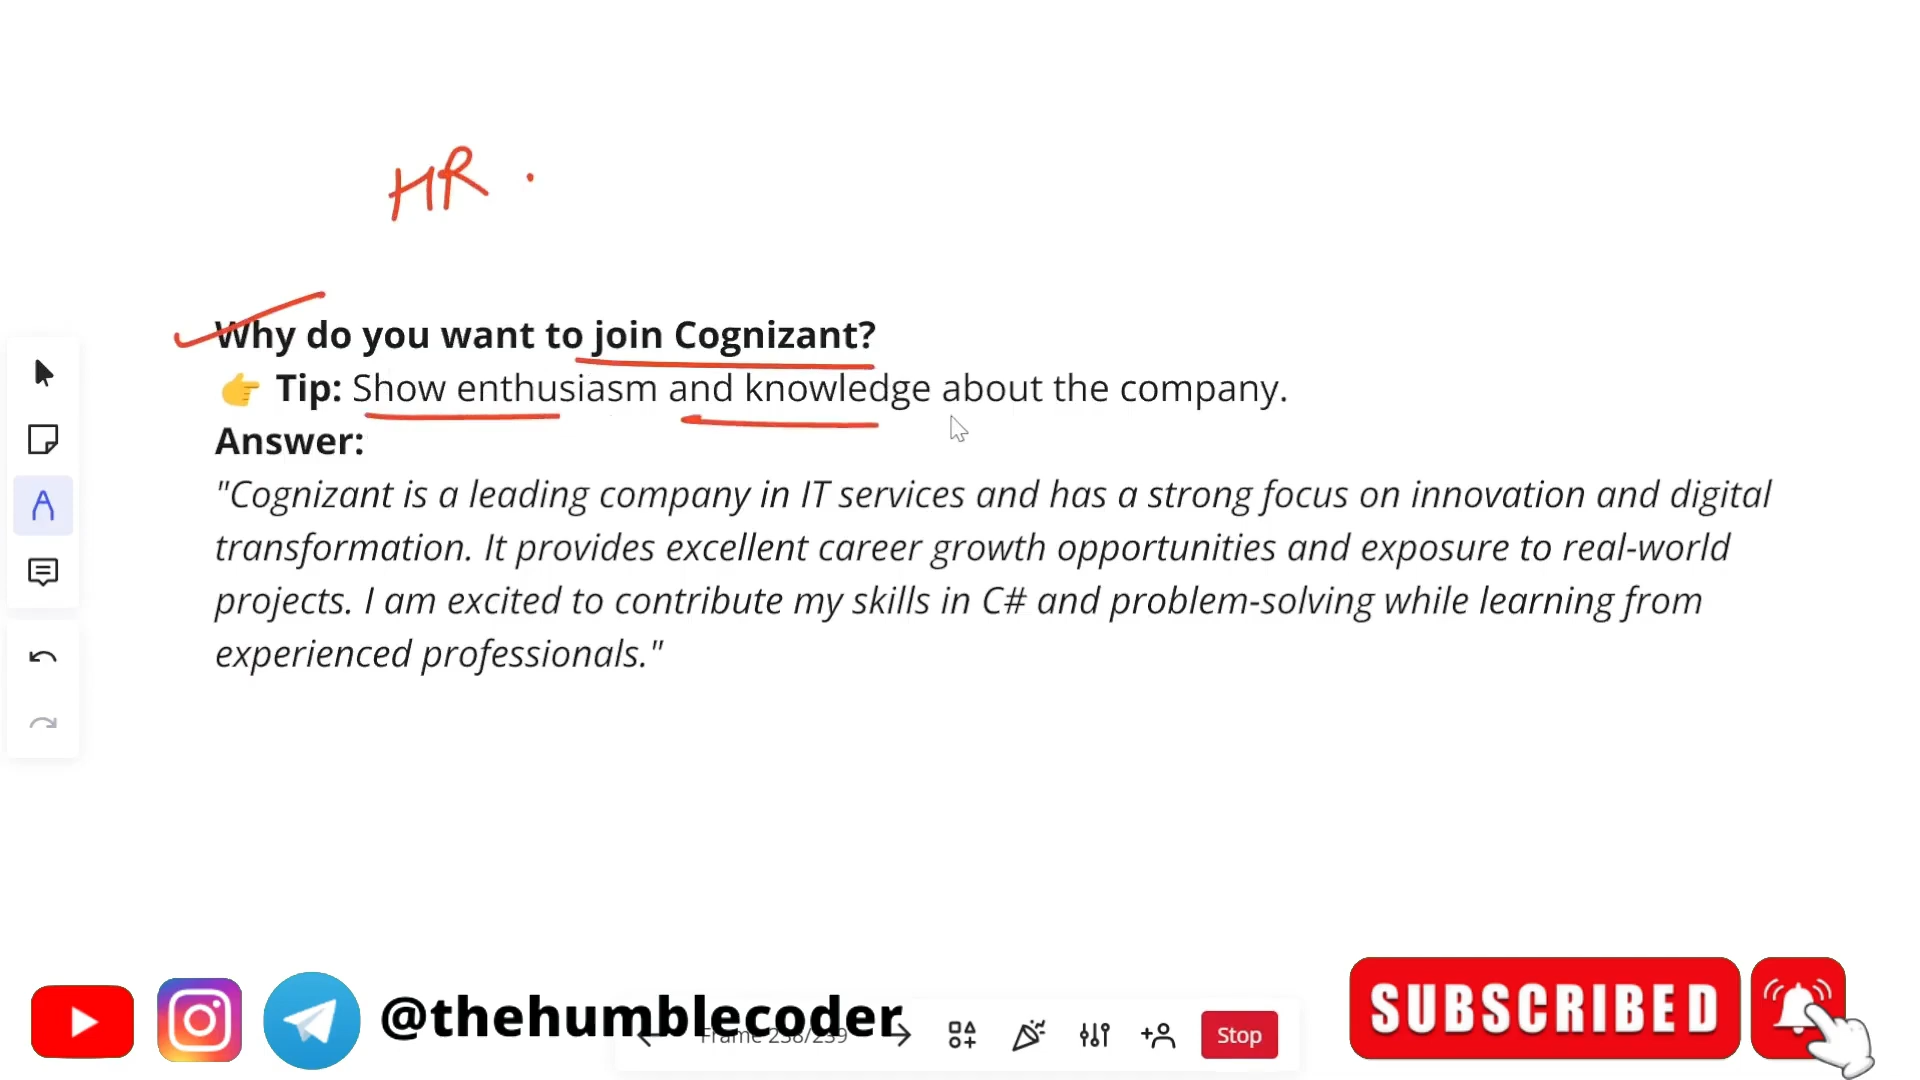 HR .
Why do you want to join Cognizant?
👉 Tip: Show enthusiasm and knowledge about the company.
Answer:
"Cognizant is a leading company in IT services and has a strong focus on innovation and digital
transformation. It provides excellent career growth opportunities and exposure to real-world
projects. I am excited to contribute my skills in C# and problem-solving while learning from
experienced professionals."
@thehumblecoder
Frame 238/239
Stop
SUBSCRIBED